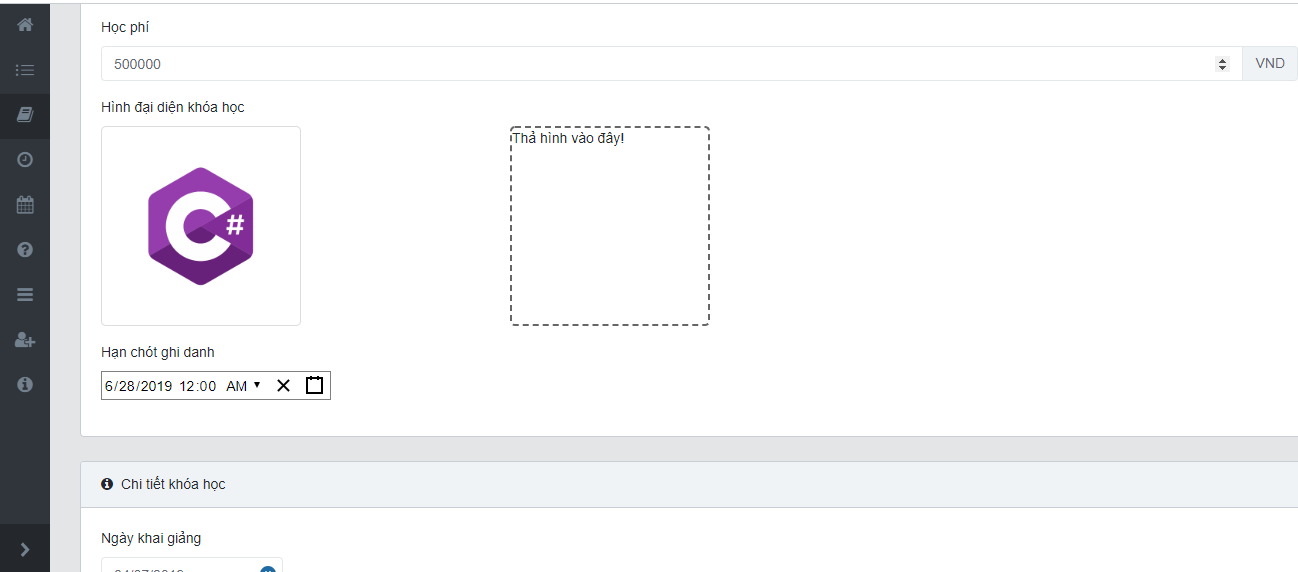 Học phí
500000
VND
Hình đại diện khóa học
C#
Thả hình vào đây!
Hạn chót ghi danh
6/28/2019 12:00 AM
Chi tiết khóa học
Ngày khai giảng